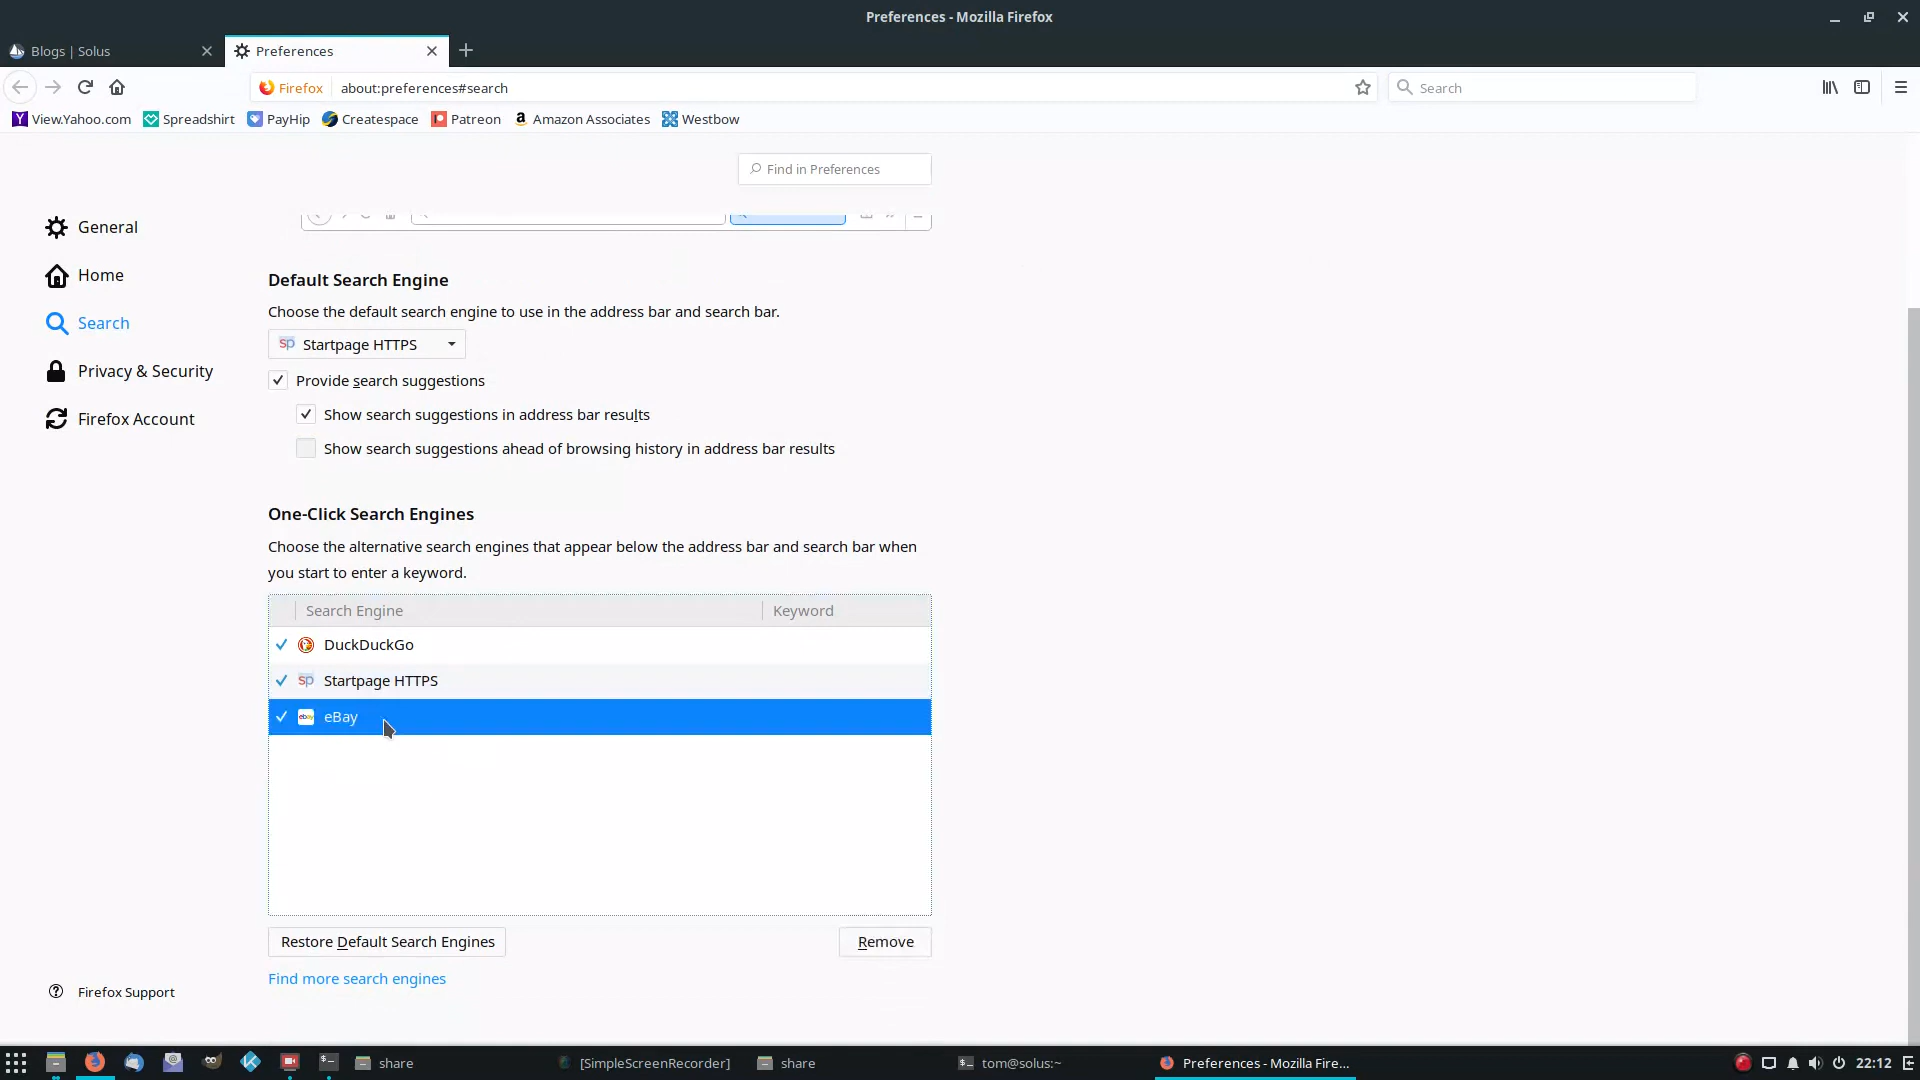 Preferences - Mozilla Firefox
Blogs | Solus
Preferences
Firefox
about:preferences#search
Search
View.Yahoo.com
Spreadshirt
PayHip
Createspace
Patreon
Amazon Associates
Westbow
Find in Preferences
General
Home
Search
Privacy & Security
Firefox Account
Default Search Engine
Choose the default search engine to use in the address bar and search bar.
Startpage HTTPS
Provide search suggestions
Show search suggestions in address bar results
Show search suggestions ahead of browsing history in address bar results
One-Click Search Engines
Choose the alternative search engines that appear below the address bar and search bar when
you start to enter a keyword.
Search Engine
Keyword
DuckDuckGo
sp Startpage HTTPS
ebay eBay
Restore Default Search Engines
Remove
Find more search engines
Firefox Support
share
[SimpleScreenRecorder]
share
tom@solus:~
Preferences - Mozilla Fire...
22:12